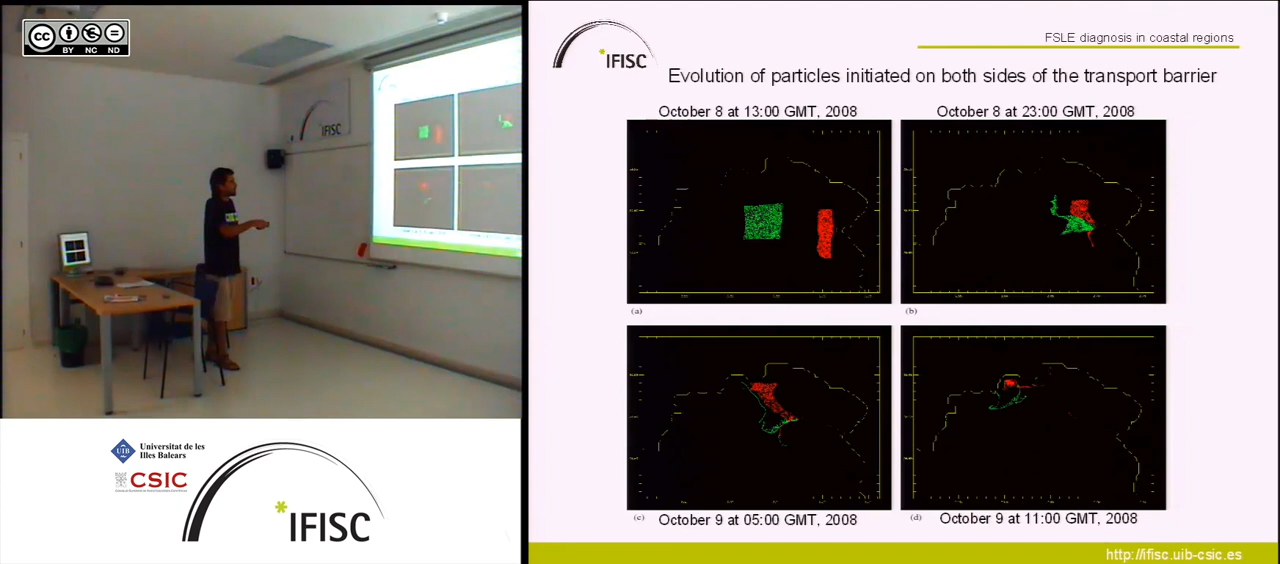 cc
BY NC ND
IFISC
Universitat de les
Illes Balears
UIB
CSIC
*IFISC
*IFISC
FSLE diagnosis in coastal regions
Evolution of particles initiated on both sides of the transport barrier
October 8 at 13:00 GMT, 2008
October 8 at 23:00 GMT, 2008
(a)
(b)
(c)
October 9 at 05:00 GMT, 2008
(d)
October 9 at 11:00 GMT, 2008
http://ifisc.uib-csic.es